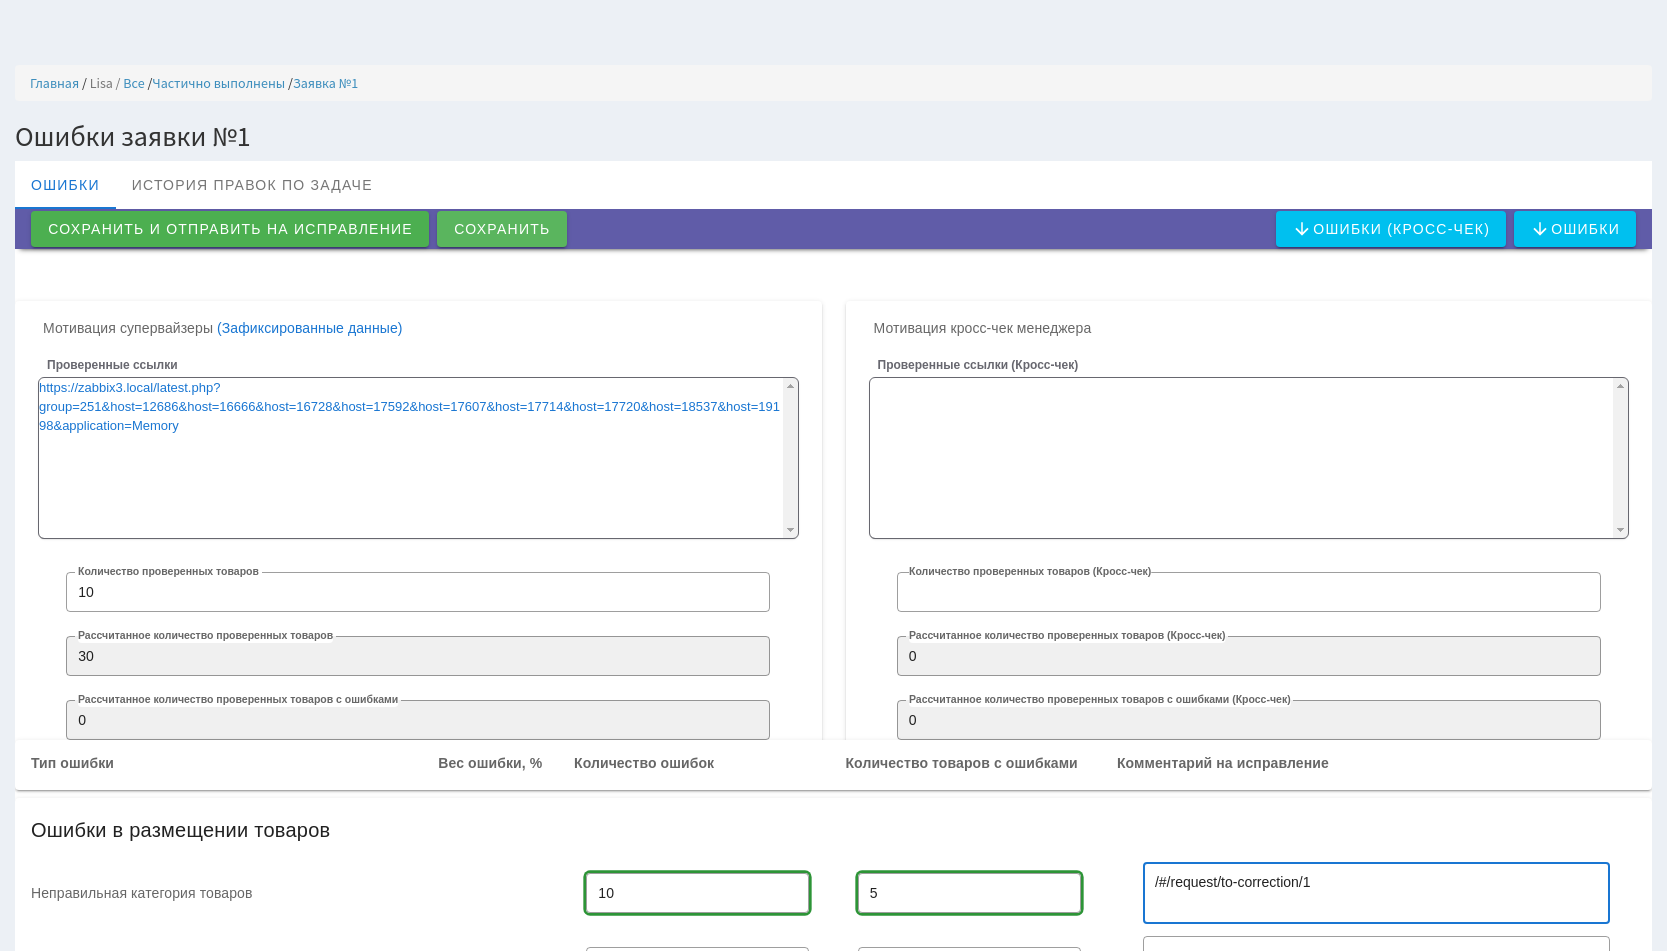 Главная / Lisa / Все /Частично выполнены /Заявка №1
Ошибки заявки №1
ОШИБКИ ИСТОРИЯ ПРАВОК ПО ЗАДАЧЕ
СОХРАНИТЬ И ОТПРАВИТЬ НА ИСПРАВЛЕНИЕ СОХРАНИТЬ ОШИБКИ (КРОСС-ЧЕК) ОШИБКИ
Мотивация супервайзеры (Зафиксированные данные)
Проверенные ссылки
https://zabbix3.local/latest.php?
group=251&host=12686&host=16666&host=16728&host=17592&host=17607&host=17714&host=17720&host=18537&host=191
98&application=Memory
Количество проверенных товаров
10
Рассчитанное количество проверенных товаров
30
Рассчитанное количество проверенных товаров с ошибками
0
Мотивация кросс-чек менеджера
Проверенные ссылки (Кросс-чек)
Количество проверенных товаров (Кросс-чек)
Рассчитанное количество проверенных товаров (Кросс-чек)
0
Рассчитанное количество проверенных товаров с ошибками (Кросс-чек)
0
Тип ошибки Вес ошибки, % Количество ошибок Количество товаров с ошибками Комментарий на исправление
Ошибки в размещении товаров
Неправильная категория товаров 10 5 /#/request/to-correction/1